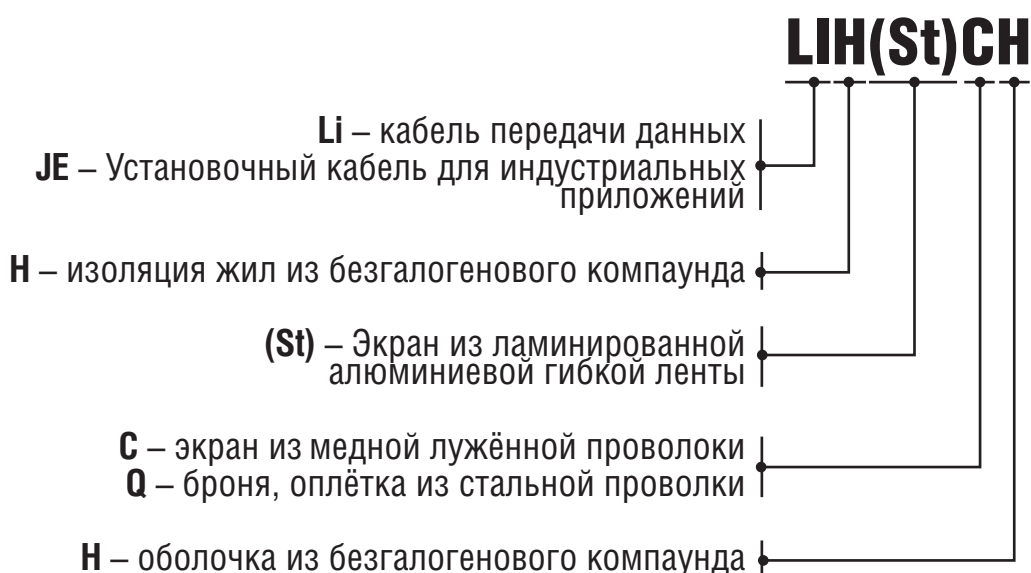 LIH(St)CH
Li – кабель передачи данных
JE – Установочный кабель для индустриальных
приложений
H – изоляция жил из безгалогенового компаунда
(St) – Экран из ламинированной
алюминиевой гибкой ленты
C – экран из медной лужённой проволоки
Q – броня, оплётка из стальной проволки
H – оболочка из безгалогенового компаунда